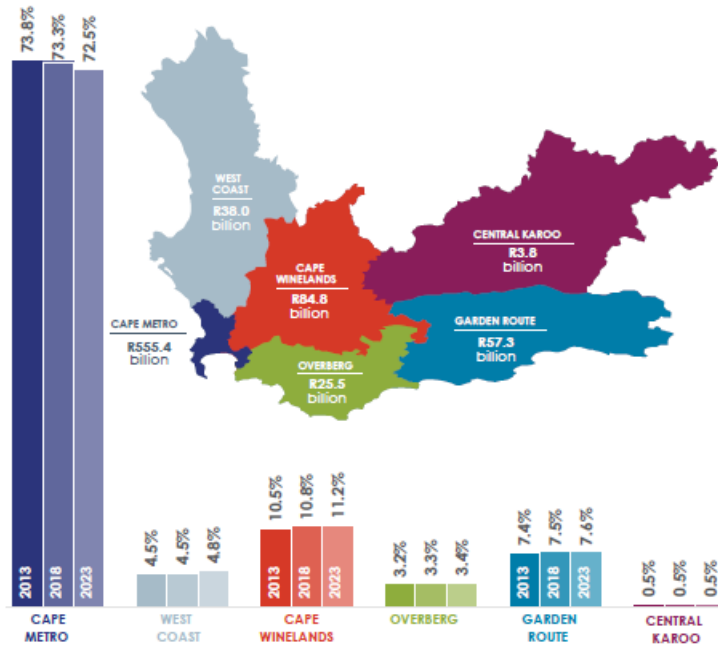 73.8%
73.3%
72.5%
WEST
COAST
R38.0
billion
CENTRAL KAROO
R3.8
billion
CAPE
WINELANDS
R84.8
billion
CAPE METRO
R555.4
billion
GARDEN ROUTE
R57.3
billion
OVERBERG
R25.5
billion
4.5%
4.5%
4.8%
10.5%
10.8%
11.2%
3.2%
3.3%
3.4%
7.4%
7.5%
7.6%
0.5%
0.5%
0.5%
2013
2018
2023
2013
2018
2023
2013
2018
2023
CAPE
METRO
WEST
COAST
CAPE
WINELANDS
OVERBERG
GARDEN
ROUTE
CENTRAL
KAROO